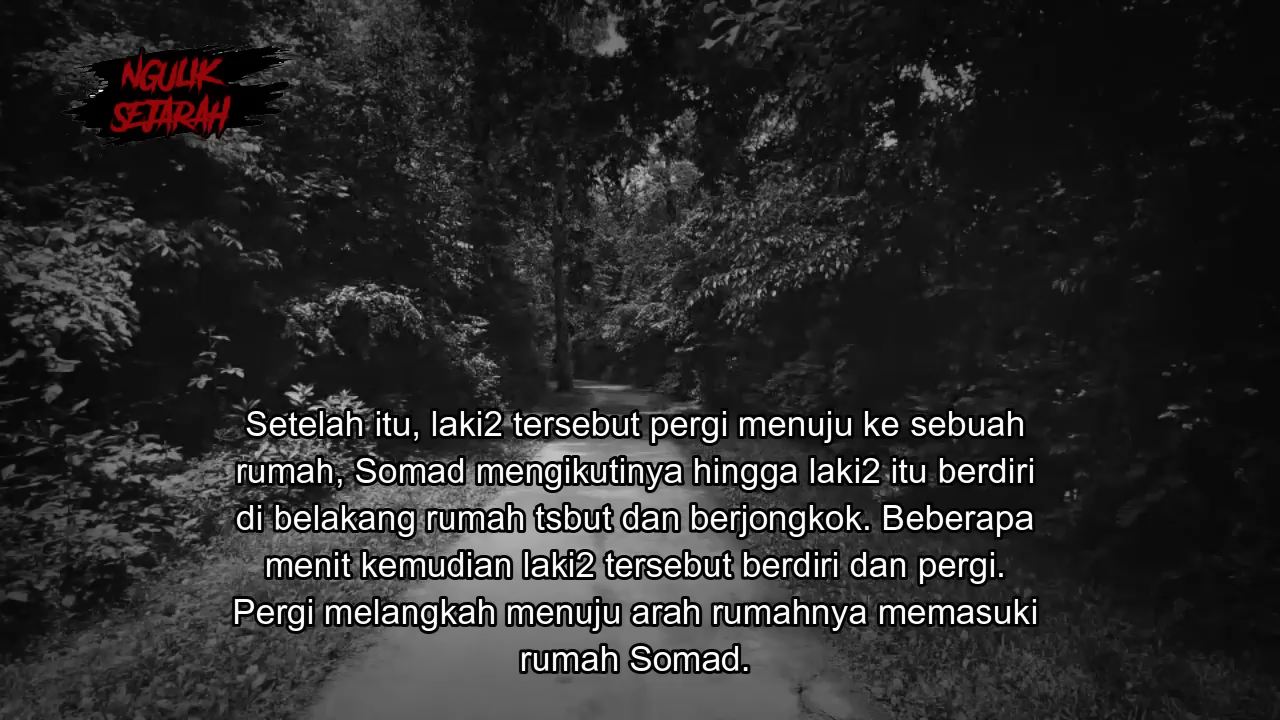 NGULIK
SEJARAH
Setelah itu, laki2 tersebut pergi menuju ke sebuah
rumah, Somad mengikutinya hingga laki2 itu berdiri
di belakang rumah tsbut dan berjongkok. Beberapa
menit kemudian laki2 tersebut berdiri dan pergi.
Pergi melangkah menuju arah rumahnya memasuki
rumah Somad.